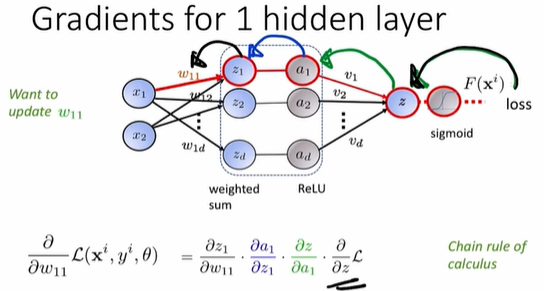 Gradients for 1 hidden layer
Want to
update w₁₁
x₁
x₂
w₁₁
w₁₂
⋮
w₁d
z₁
z₂
zd
a₁
a₂
ad
v₁
v₂
⋮
vd
z
F(xⁱ)
loss
sigmoid
weighted
sum
ReLU
∂/∂w₁₁ ℒ(xⁱ, yⁱ, θ) = ∂z₁/∂w₁₁ · ∂a₁/∂z₁ · ∂z/∂a₁ · ∂/∂z ℒ
Chain rule of
calculus